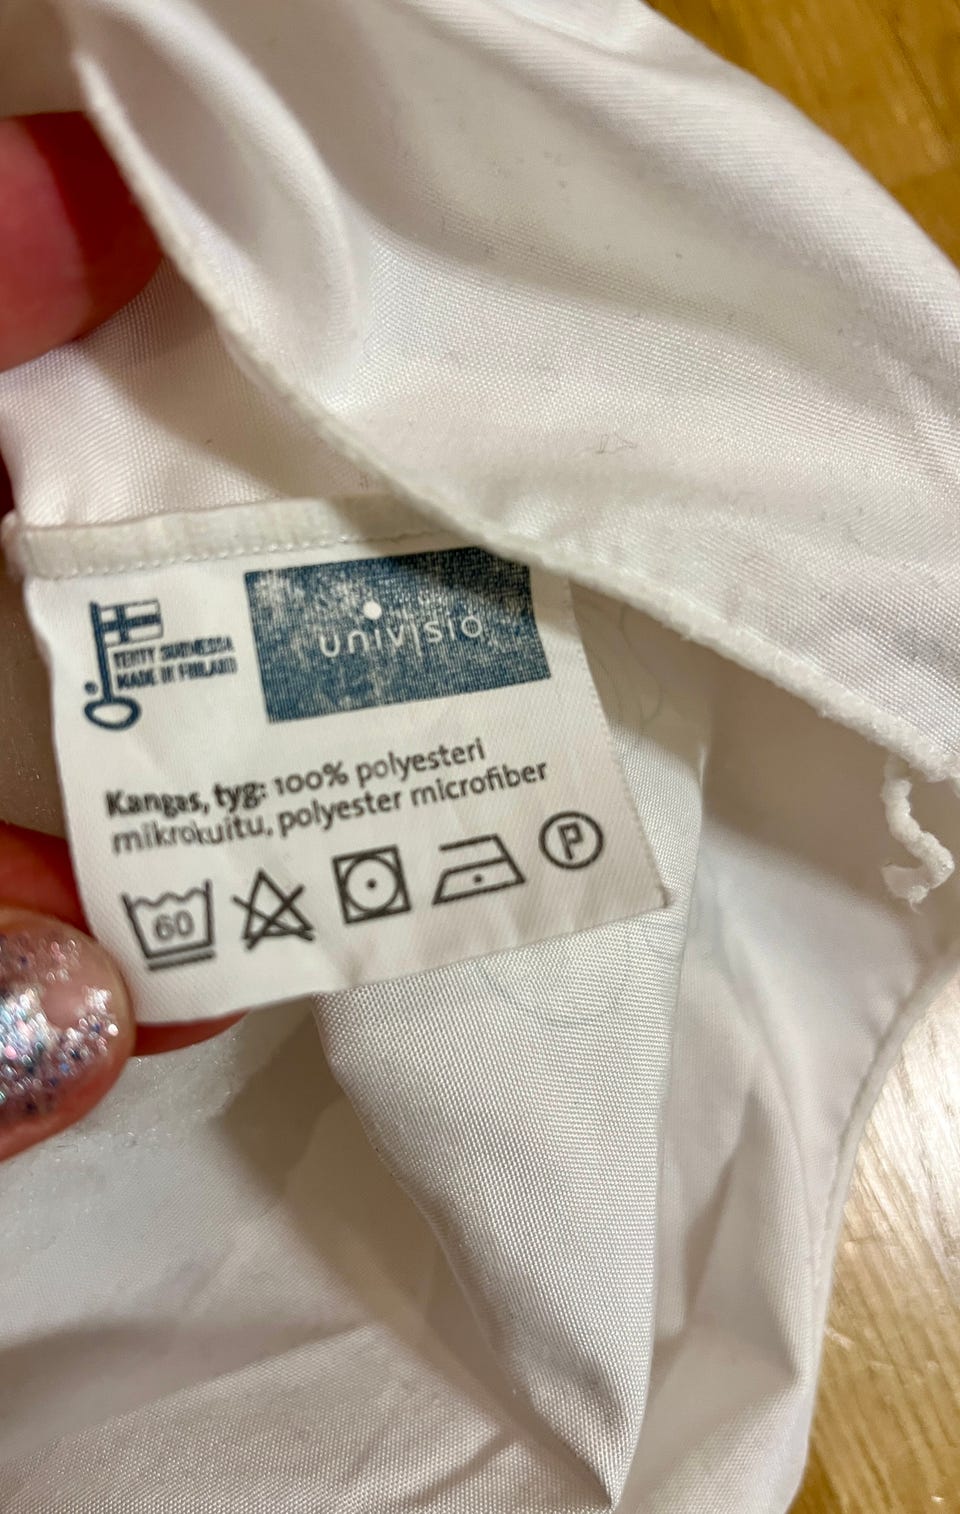 TEHTY SUOMESSA
MADE IN FINLAND
univisio
Kangas, tyg: 100% polyesteri
mikrokuitu, polyester microfiber
60
P